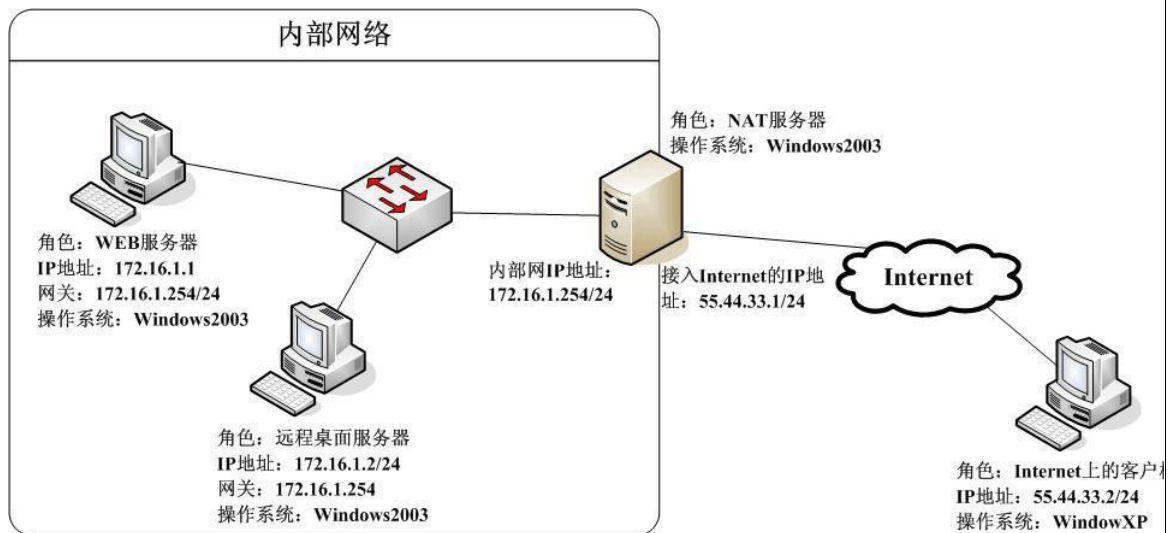 内部网络
角色：NAT服务器
操作系统：Windows2003
角色：WEB服务器
IP地址：172.16.1.1
网关：172.16.1.254/24
操作系统：Windows2003
内部网IP地址：
172.16.1.254/24
接入Internet的IP地
址：55.44.33.1/24
Internet
角色：远程桌面服务器
IP地址：172.16.1.2/24
网关：172.16.1.254
操作系统：Windows2003
角色：Internet上的客户
IP地址：55.44.33.2/24
操作系统：WindowXP